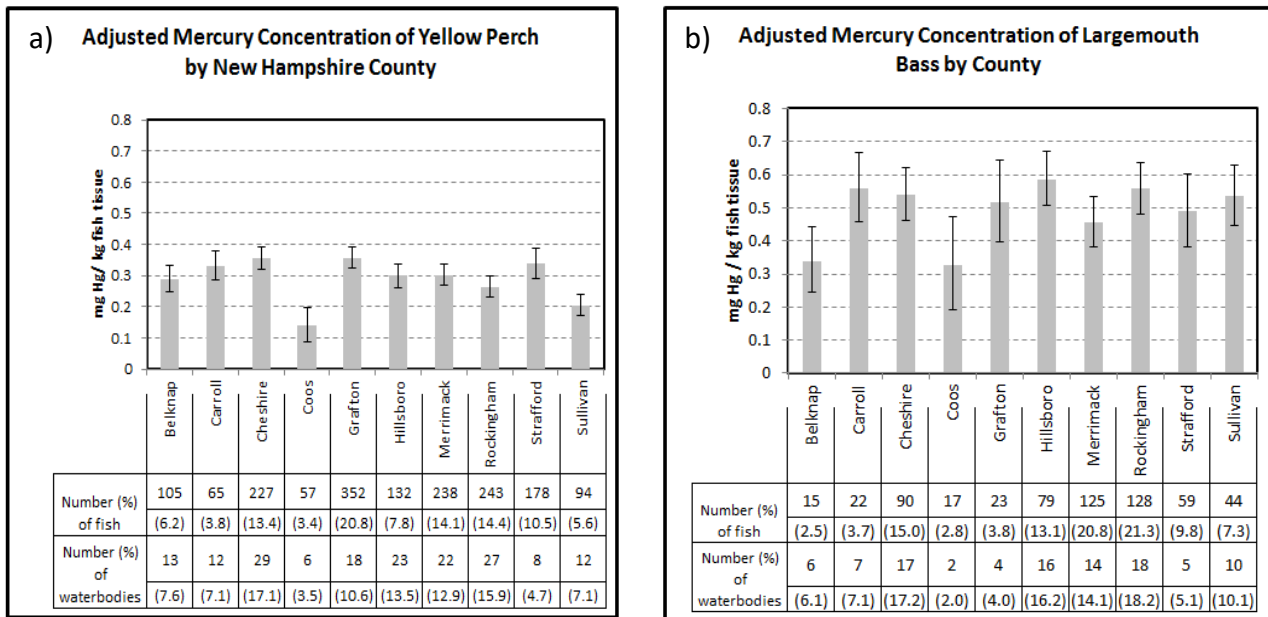 a) Adjusted Mercury Concentration of Yellow Perch
by New Hampshire County
mg Hg/ kg fish tissue
0.8
0.7
0.6
0.5
0.4
0.3
0.2
0.1
0
Belknap Carroll Cheshire Coos Grafton Hillsboro Merrimack Rockingham Strafford Sullivan
Number (%)
of fish
105 65 227 57 352 132 238 243 178 94
(6.2) (3.8) (13.4) (3.4) (20.8) (7.8) (14.1) (14.4) (10.5) (5.6)
Number (%)
of
waterbodies
13 12 29 6 18 23 22 27 8 12
(7.6) (7.1) (17.1) (3.5) (10.6) (13.5) (12.9) (15.9) (4.7) (7.1)
b) Adjusted Mercury Concentration of Largemouth
Bass by County
mg Hg / kg fish tissue
0.8
0.7
0.6
0.5
0.4
0.3
0.2
0.1
0
Belknap Carroll Cheshire Coos Grafton Hillsboro Merrimack Rockingham Strafford Sullivan
Number (%)
of fish
15 22 90 17 23 79 125 128 59 44
(2.5) (3.7) (15.0) (2.8) (3.8) (13.1) (20.8) (21.3) (9.8) (7.3)
Number (%)
of
waterbodies
6 7 17 2 4 16 14 18 5 10
(6.1) (7.1) (17.2) (2.0) (4.0) (16.2) (14.1) (18.2) (5.1) (10.1)